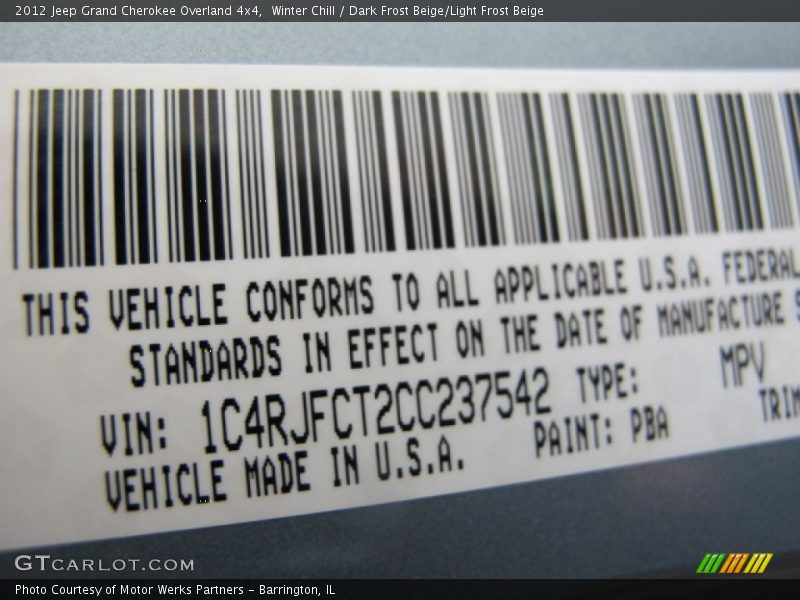 2012 Jeep Grand Cherokee Overland 4x4,  Winter Chill / Dark Frost Beige/Light Frost Beige
THIS VEHICLE CONFORMS TO ALL APPLICABLE U.S.A. FEDERAL
STANDARDS IN EFFECT ON THE DATE OF MANUFACTURE
VIN: 1C4RJFCT2CC237542 TYPE: MPV
VEHICLE MADE IN U.S.A. PAINT: PBA TRIM
GTCARLOT.COM
Photo Courtesy of Motor Werks Partners – Barrington, IL